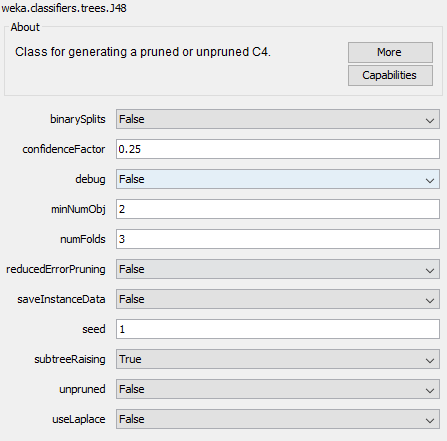 weka.classifiers.trees.J48
About
Class for generating a pruned or unpruned C4.
More
Capabilities
binarySplits False
confidenceFactor 0.25
debug False
minNumObj 2
numFolds 3
reducedErrorPruning False
saveInstanceData False
seed 1
subtreeRaising True
unpruned False
useLaplace False